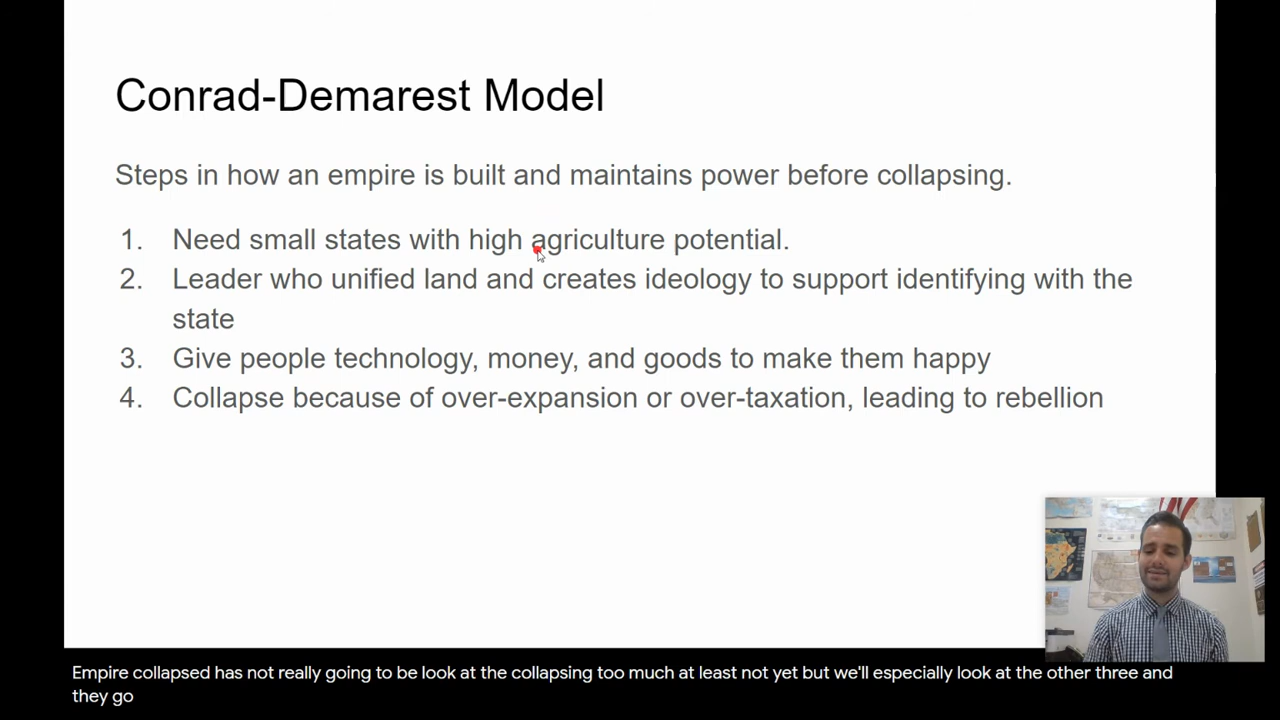 Conrad-Demarest Model
Steps in how an empire is built and maintains power before collapsing.
1. Need small states with high agriculture potential.
2. Leader who unified land and creates ideology to support identifying with the
state
3. Give people technology, money, and goods to make them happy
4. Collapse because of over-expansion or over-taxation, leading to rebellion
Empire collapsed has not really going to be look at the collapsing too much at least not yet but we'll especially look at the other three and
they go